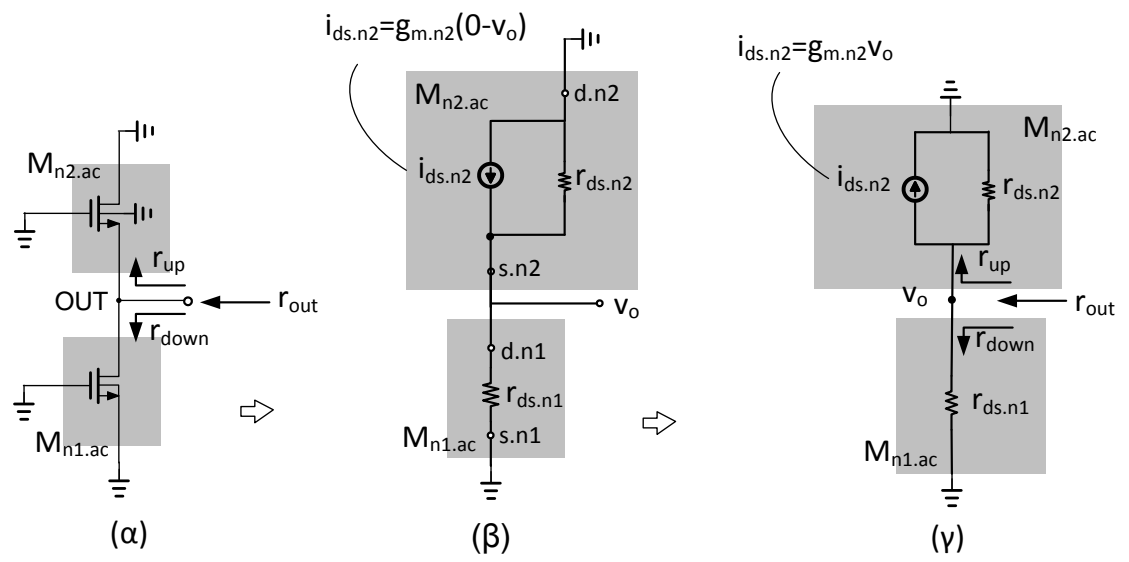 i_ds.n2=g_m.n2(0-v_o)
i_ds.n2=g_m.n2v_o
M_n2.ac
r_up
OUT
r_out
r_down
M_n1.ac
(α)
M_n2.ac
d.n2
i_ds.n2
r_ds.n2
s.n2
v_o
d.n1
r_ds.n1
M_n1.ac
s.n1
(β)
M_n2.ac
i_ds.n2
r_ds.n2
r_up
v_o
r_out
r_down
r_ds.n1
M_n1.ac
(γ)